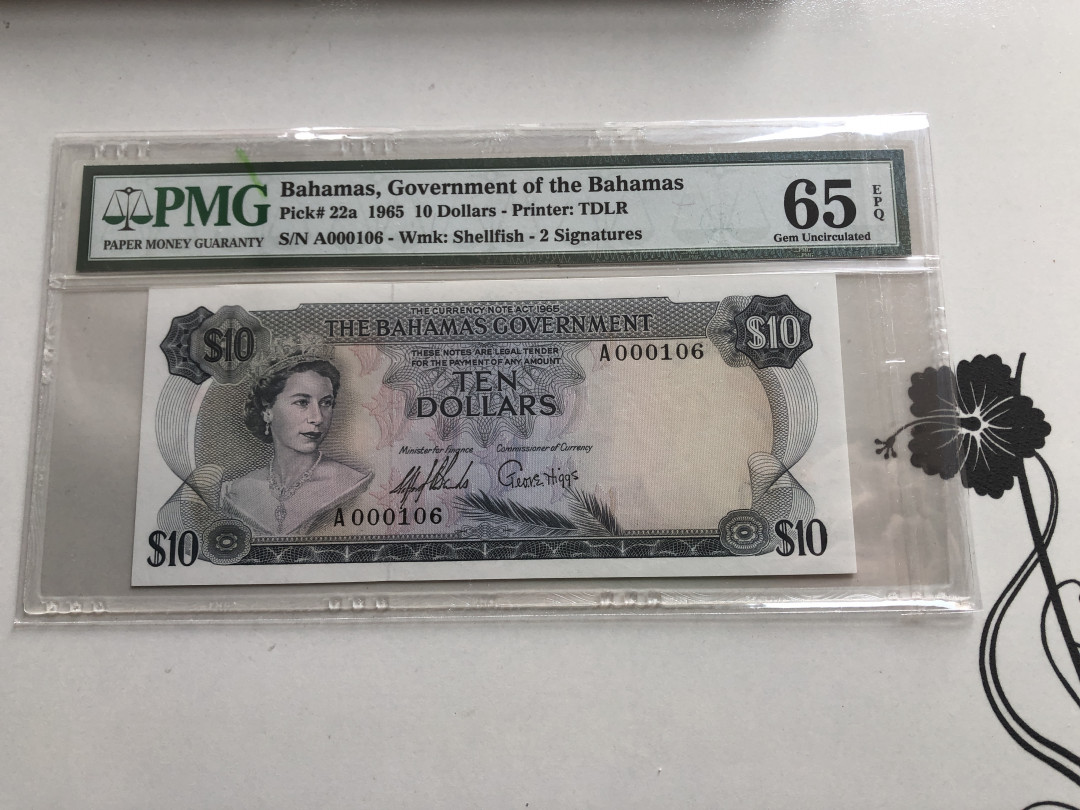 PMG
PAPER MONEY GUARANTY
Bahamas, Government of the Bahamas
Pick# 22a 1965 10 Dollars - Printer: TDLR
S/N A000106 - Wmk: Shellfish - 2 Signatures
65
EPQ
Gem Uncirculated
THE CURRENCY NOTE ACT 1965
$10
THE BAHAMAS GOVERNMENT
$10
THESE NOTES ARE LEGAL TENDER
FOR THE PAYMENT OF ANY AMOUNT
A000106
TEN
DOLLARS
Minister for Finance
Commissioner of Currency
Geo. E. Higgs
A000106
$10
$10